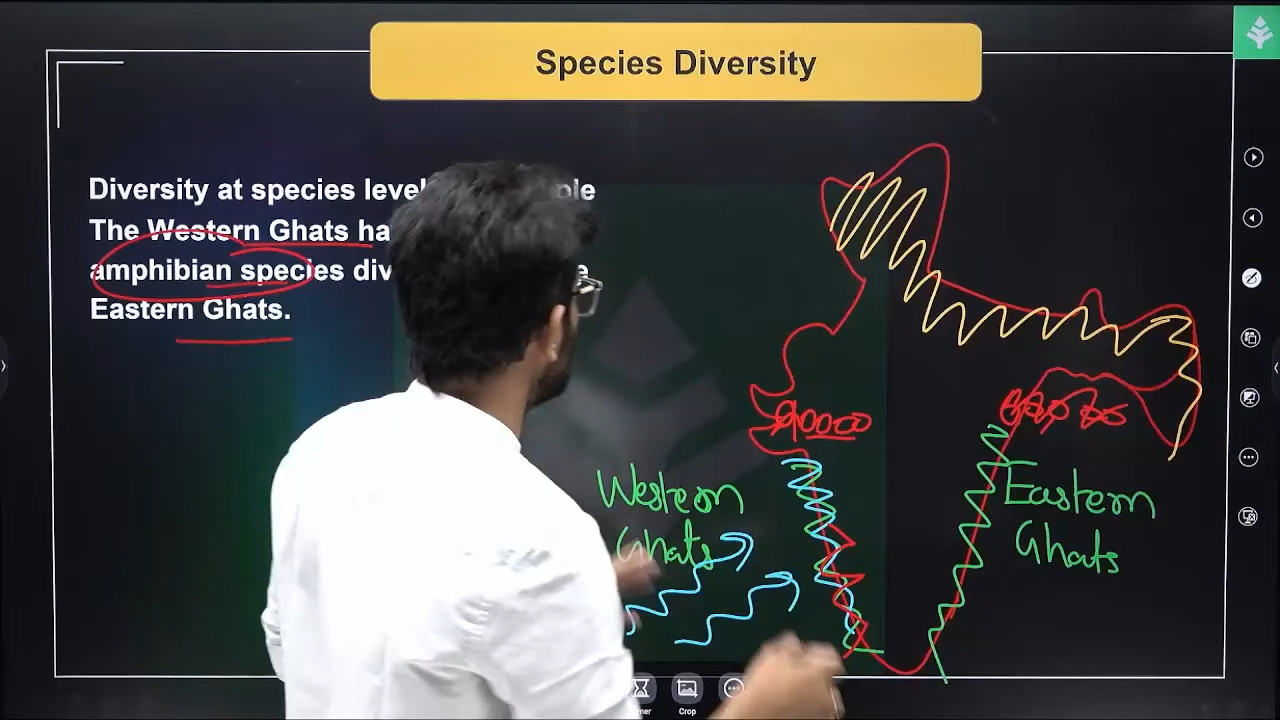 Species Diversity
Diversity at species level
The Western Ghats ha
amphibian species div
Eastern Ghats.
Western
Ghats
Eastern
Ghats
Crop